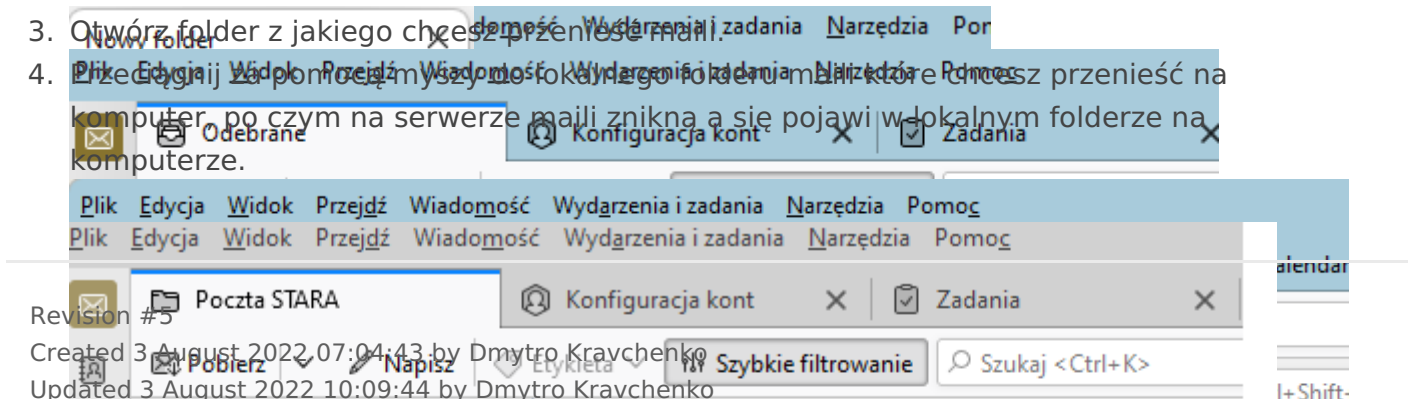 3. Otwórz folder z jakiego chcesz przenieść maili.
Nowy folder
domość Wydarzenia i zadania Narzędzia Por
4. Przeciągnij za pomocą myszy do lokalnego folderu maili które chcesz przenieść na
Plik Edycja Widok Przejdź Wiadomość Wydarzenia i zadania Narzędzia Pomoc
komputer, po czym na serwerze maili znikną a się pojawi w lokalnym folderze na
Odebrane Konfiguracja kont Zadania
komputerze.
Plik Edycja Widok Przejdź Wiadomość Wydarzenia i zadania Narzędzia Pomoc
Plik Edycja Widok Przejdź Wiadomość Wydarzenia i zadania Narzędzia Pomoc
alendar
Poczta STARA Konfiguracja kont Zadania
Revision #5
Created 3 August 2022 07:04:43 by Dmytro Kravchenko
Pobierz Napisz Etykieta Szybkie filtrowanie Szukaj <Ctrl+K>
Updated 3 August 2022 10:09:44 by Dmytro Kravchenko
l+Shift-